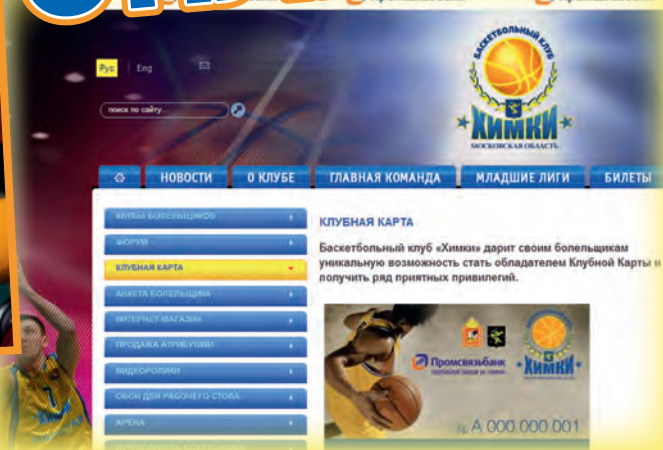 Рус | Eng
поиск по сайту...
БАСКЕТБОЛЬНЫЙ КЛУБ
ХИМКИ
МОСКОВСКАЯ ОБЛАСТЬ
НОВОСТИ О КЛУБЕ ГЛАВНАЯ КОМАНДА МЛАДШИЕ ЛИГИ БИЛЕТЫ
КЛУБЫ БОЛЕЛЬЩИКОВ
ФОРУМ
КЛУБНАЯ КАРТА
АНКЕТА БОЛЕЛЬЩИКА
ИНТЕРНЕТ-МАГАЗИН
ПРОДАЖА АТРИБУТИКИ
ВИДЕОРОЛИКИ
ОБОИ ДЛЯ РАБОЧЕГО СТОЛА
АРЕНА
КЛУБНАЯ КАРТА
Баскетбольный клуб «Химки» дарит своим болельщикам
уникальную возможность стать обладателем Клубной Карты и
получить ряд приятных привилегий.
Промсвязьбанк
ХИМКИ
№ А 000 000 001
Химки
1